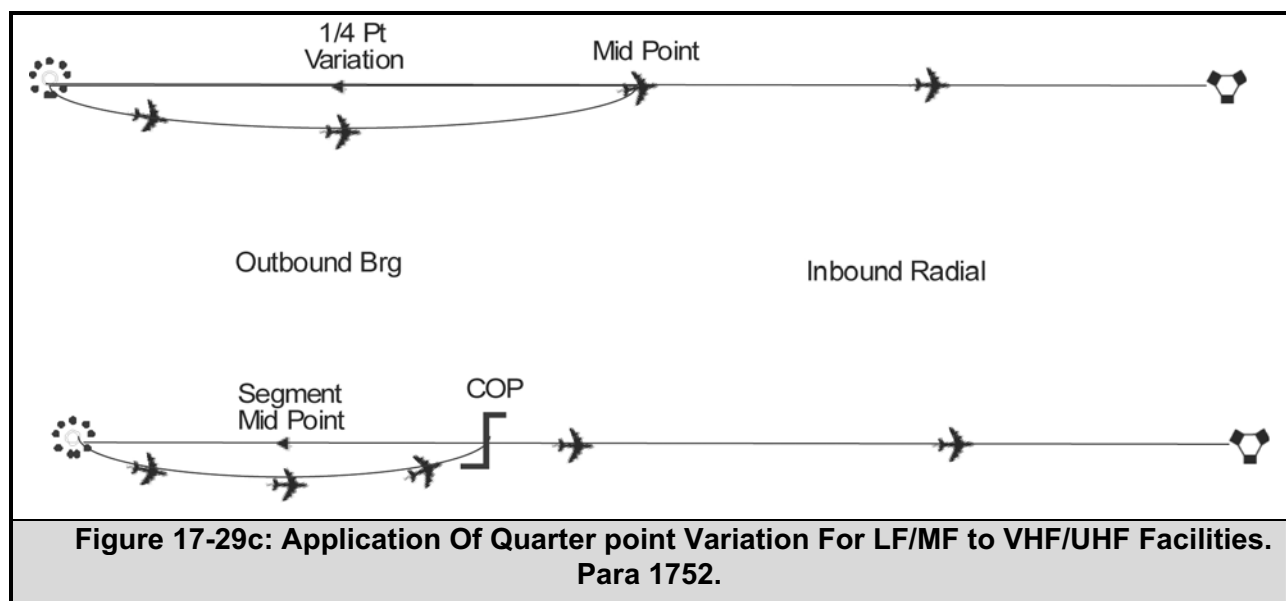 1/4 Pt
Variation
Mid Point
Outbound Brg
Inbound Radial
Segment
Mid Point
COP
Figure 17-29c: Application Of Quarter point Variation For LF/MF to VHF/UHF Facilities.
Para 1752.